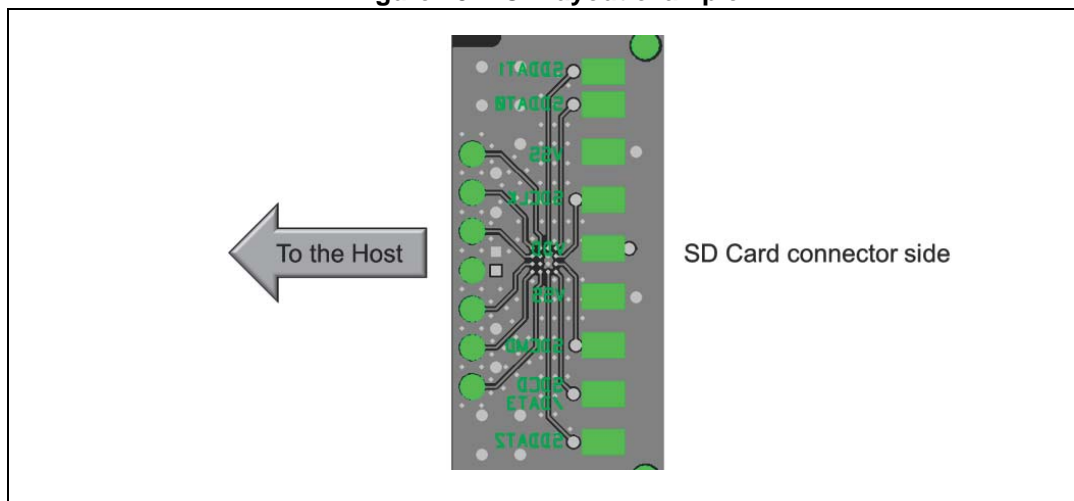 SDDAT1
SDDAT0
VSS
SDCLK
To the Host
VDD
SD Card connector side
VSS
SDCMD
SDCD
/DAT3
SDDAT2